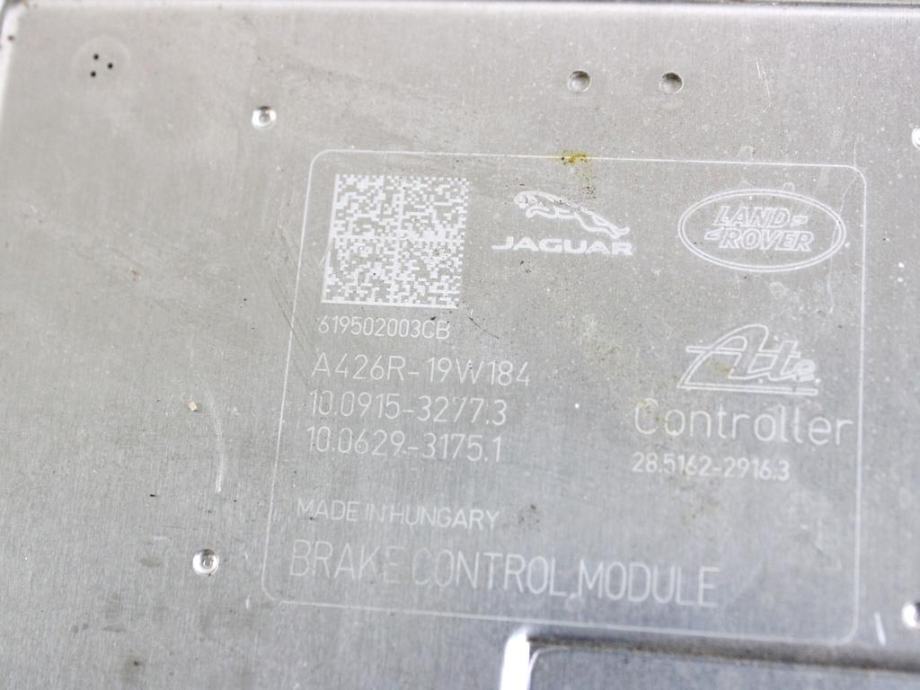 JAGUAR
LAND-
-ROVER
619502003CB
A426R-19W184
10.0915-3277.3
10.0629-3175.1
Ate
Controller
28.5162-2916.3
MADE IN HUNGARY
BRAKE CONTROL MODULE